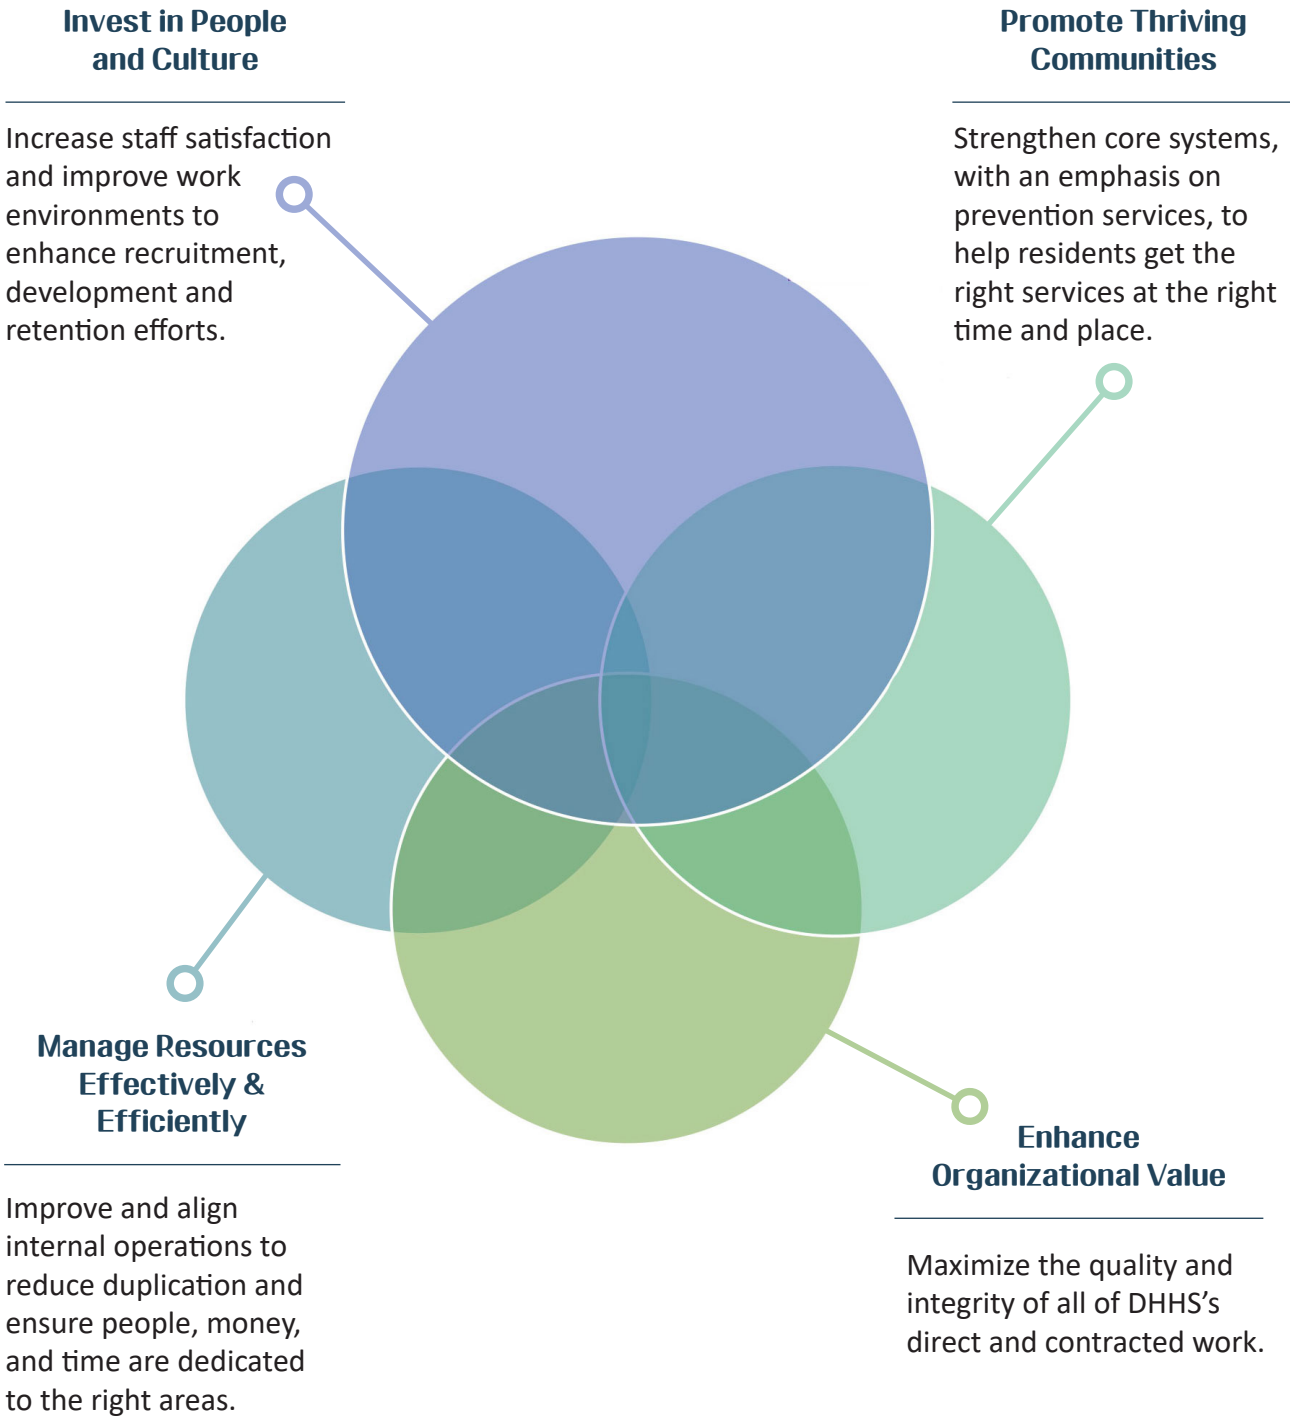 Invest in People
and Culture
Increase staff satisfaction
and improve work
environments to
enhance recruitment,
development and
retention efforts.
Promote Thriving
Communities
Strengthen core systems,
with an emphasis on
prevention services, to
help residents get the
right services at the right
time and place.
Manage Resources
Effectively &
Efficiently
Improve and align
internal operations to
reduce duplication and
ensure people, money,
and time are dedicated
to the right areas.
Enhance
Organizational Value
Maximize the quality and
integrity of all of DHHS’s
direct and contracted work.